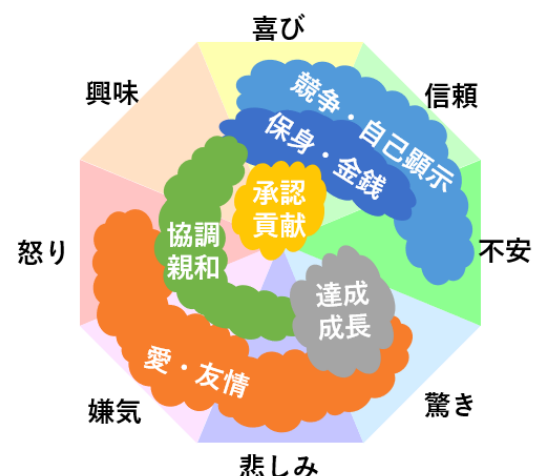 喜び
興味
信頼
競争・自己顕示
保身・金銭
承認
貢献
協調
親和
怒り
不安
達成
成長
愛・友情
嫌気
驚き
悲しみ